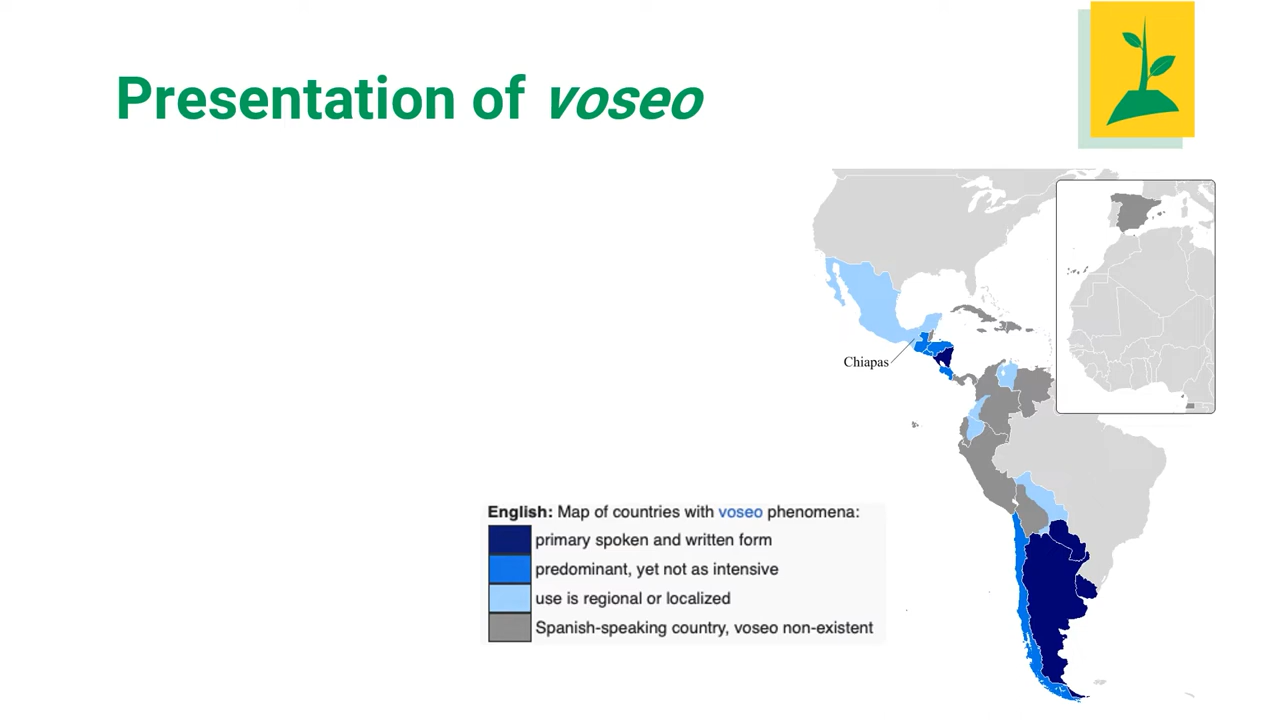 Presentation of voseo
Chiapas
English: Map of countries with voseo phenomena:
primary spoken and written form
predominant, yet not as intensive
use is regional or localized
Spanish-speaking country, voseo non-existent